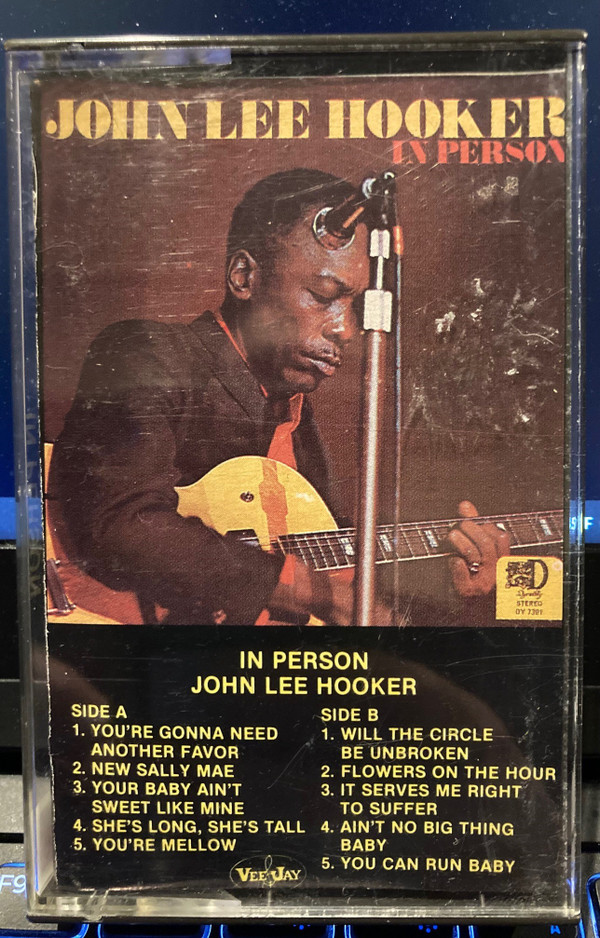 JOHN LEE HOOKER
IN PERSON
D
Dynasty
STEREO
DY 7301
IN PERSON
JOHN LEE HOOKER
SIDE A
1. YOU'RE GONNA NEED
ANOTHER FAVOR
2. NEW SALLY MAE
3. YOUR BABY AIN'T
SWEET LIKE MINE
4. SHE'S LONG, SHE'S TALL
5. YOU'RE MELLOW
SIDE B
1. WILL THE CIRCLE
BE UNBROKEN
2. FLOWERS ON THE HOUR
3. IT SERVES ME RIGHT
TO SUFFER
4. AIN'T NO BIG THING
BABY
5. YOU CAN RUN BABY
VEE JAY
F9
A